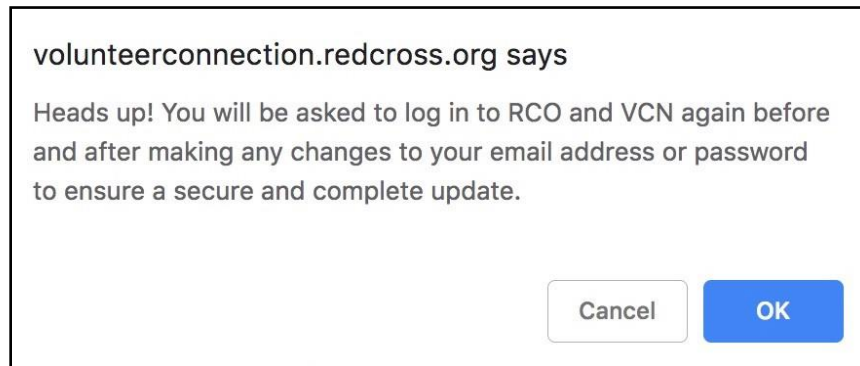 volunteerconnection.redcross.org says
Heads up! You will be asked to log in to RCO and VCN again before
and after making any changes to your email address or password
to ensure a secure and complete update.
Cancel
OK